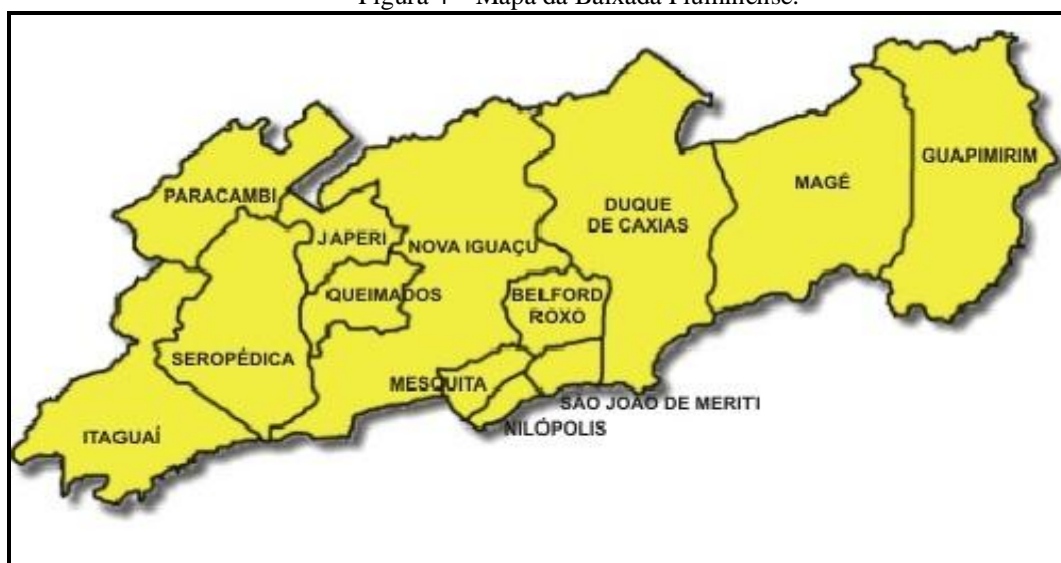 Figura 4 – Mapa da Baixada Fluminense.
GUAPIMIRIM
MAGÉ
PARACAMBI
DUQUE
DE CAXIAS
JAPERI
NOVA IGUAÇU
QUEIMADOS
BELFORD
ROXO
SEROPÉDICA
MESQUITA
SÃO JOÃO DE MERITI
NILÓPOLIS
ITAGUAÍ